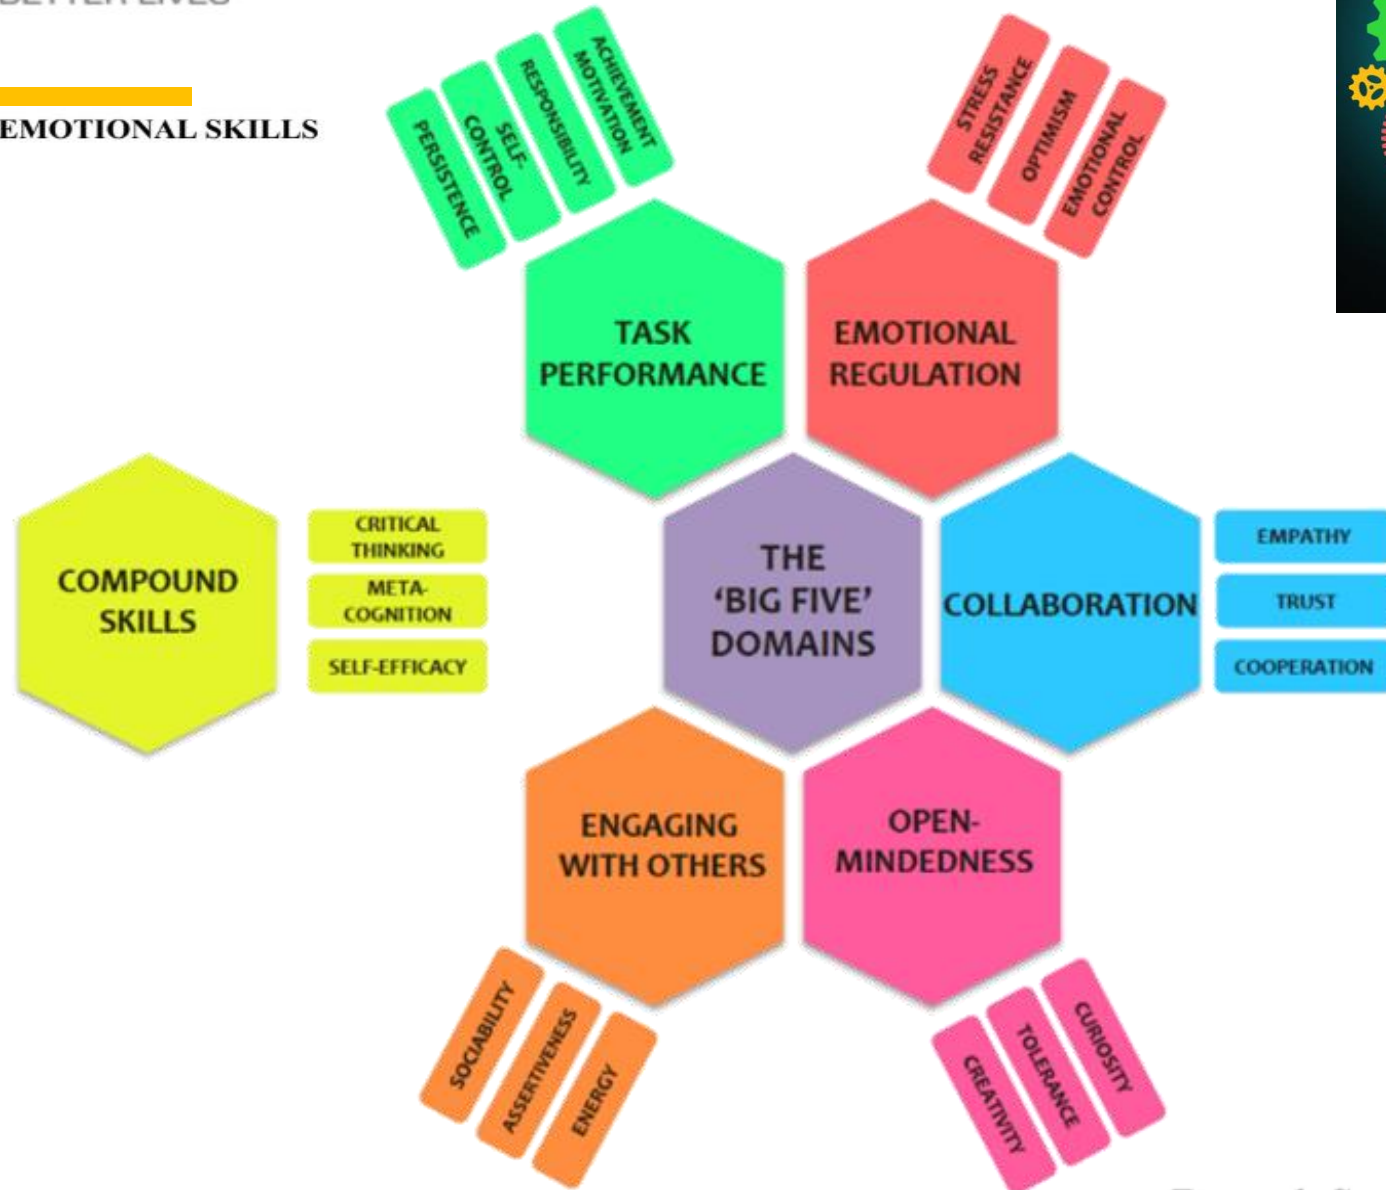 BETTER LIVES
EMOTIONAL SKILLS
PERSISTENCE
SELF-
CONTROL
RESPONSIBILITY
ACHIEVEMENT
MOTIVATION
STRESS
RESISTANCE
OPTIMISM
EMOTIONAL
CONTROL
TASK
PERFORMANCE
EMOTIONAL
REGULATION
COMPOUND
SKILLS
CRITICAL
THINKING
META-
COGNITION
SELF-EFFICACY
THE
‘BIG FIVE’
DOMAINS
COLLABORATION
EMPATHY
TRUST
COOPERATION
ENGAGING
WITH OTHERS
OPEN-
MINDEDNESS
SOCIABILITY
ASSERTIVENESS
ENERGY
CREATIVITY
TOLERANCE
CURIOSITY